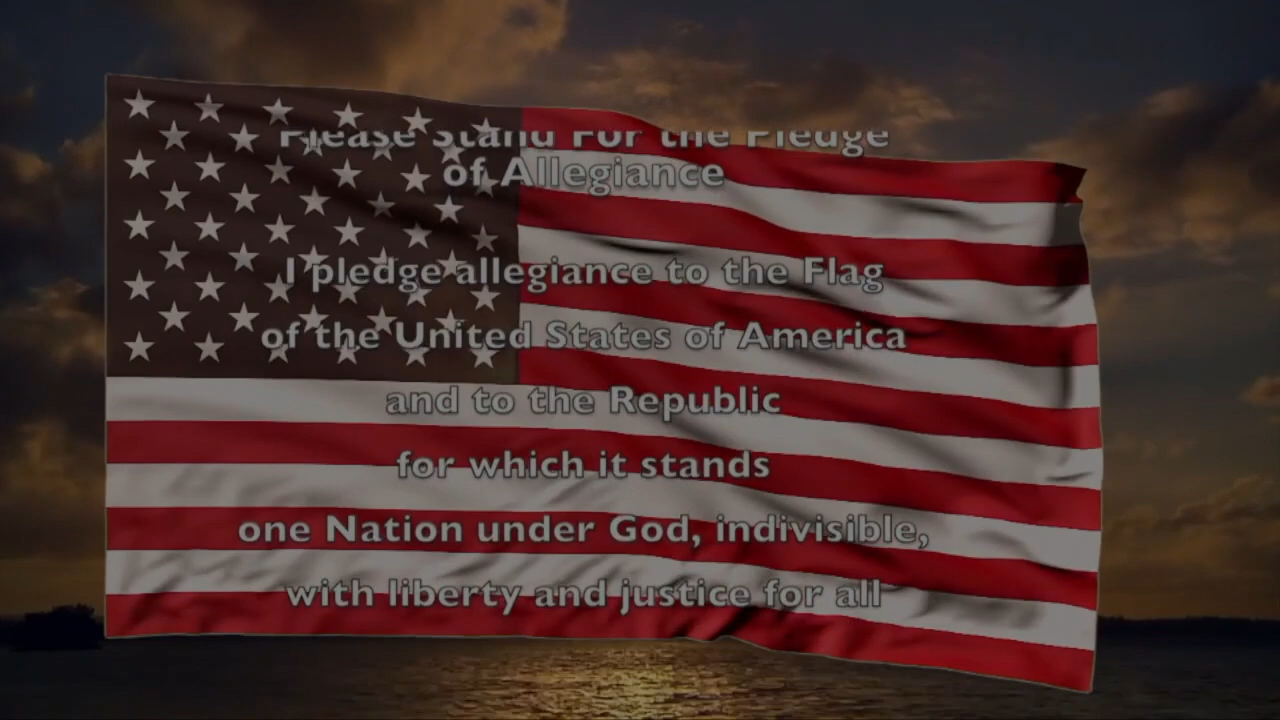 Please Stand For the Pledge
of Allegiance
I pledge allegiance to the Flag
of the United States of America
and to the Republic
for which it stands
one Nation under God, indivisible,
with liberty and justice for all